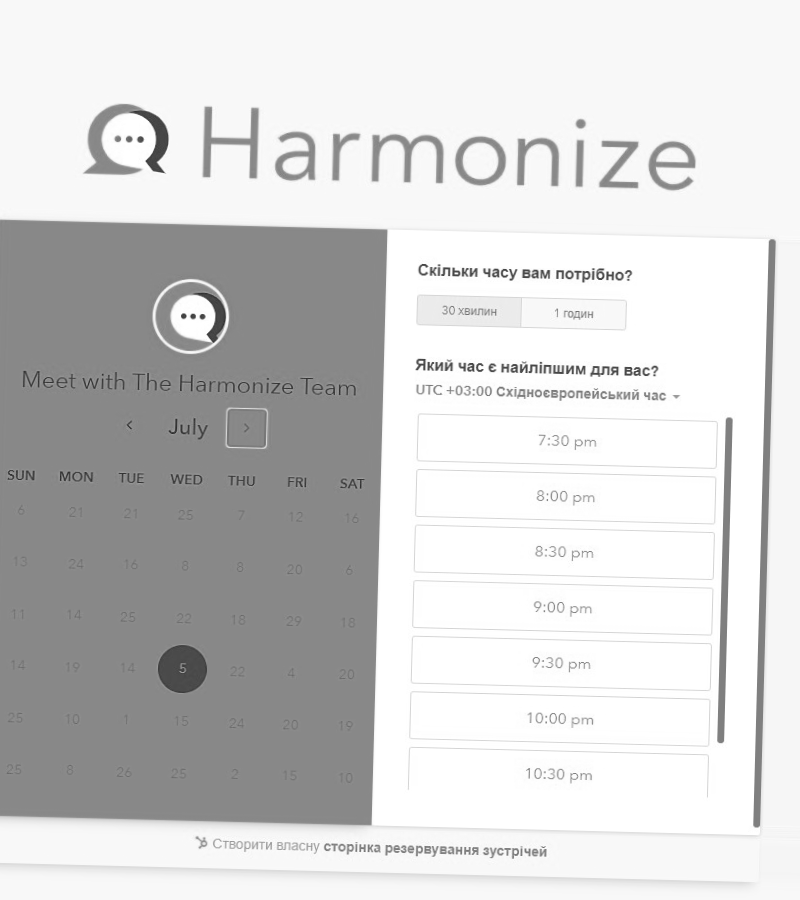 Harmonize
Meet with The Harmonize Team
July
SUN MON TUE WED THU FRI SAT
6 21 21 25 7 12 16
13 24 16 8 8 20 6
11 14 25 22 18 29 18
14 19 14 5 22 4 20
25 10 1 15 24 20 19
25 8 26 25 2 15 10
Скільки часу вам потрібно?
30 хвилин 1 годин
Який час є найліпшим для вас?
UTC +03:00 Східноєвропейський час
7:30 pm
8:00 pm
8:30 pm
9:00 pm
9:30 pm
10:00 pm
10:30 pm
Створити власну сторінка резервування зустрічей